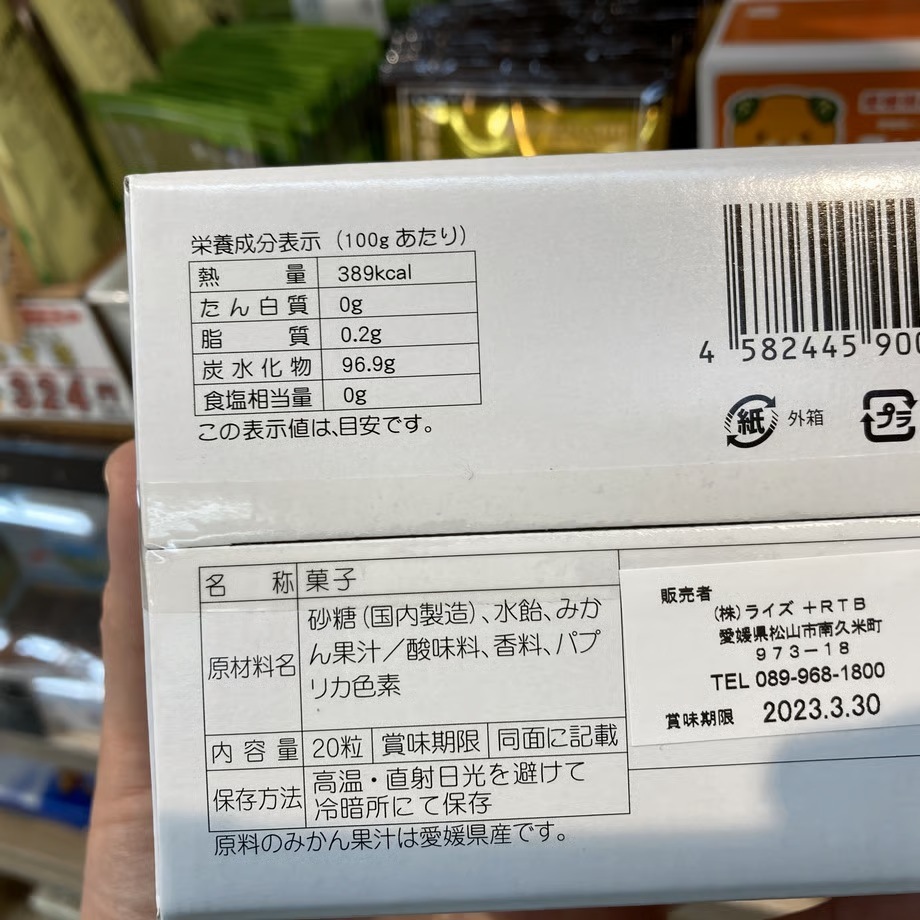 栄養成分表示（100gあたり）
熱量 389kcal
たん白質 0g
脂質 0.2g
炭水化物 96.9g
食塩相当量 0g
この表示値は、目安です。
4 582445 900
紙 外箱 プラ
324円
名称 菓子
原材料名 砂糖（国内製造）、水飴、みか
ん果汁／酸味料、香料、パプ
リカ色素
内容量 20粒 賞味期限 同面に記載
保存方法 高温・直射日光を避けて
冷暗所にて保存
原料のみかん果汁は愛媛県産です。
販売者
（株）ライズ ＋RTB
愛媛県松山市南久米町
973－18
TEL 089-968-1800
賞味期限 2023.3.30